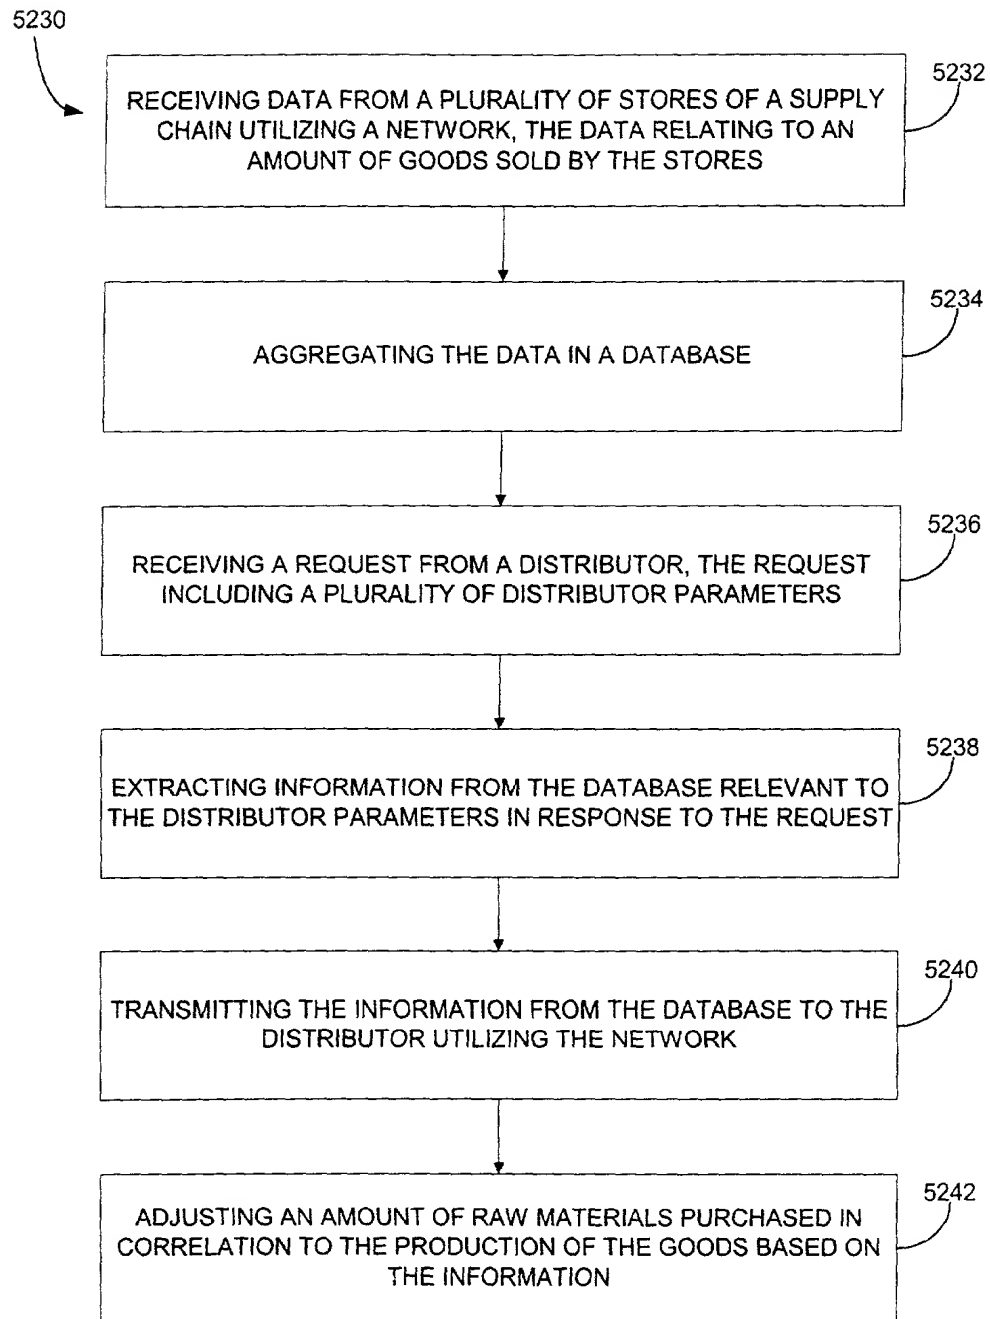 5230
5232
RECEIVING DATA FROM A PLURALITY OF STORES OF A SUPPLY
CHAIN UTILIZING A NETWORK, THE DATA RELATING TO AN
AMOUNT OF GOODS SOLD BY THE STORES
5234
AGGREGATING THE DATA IN A DATABASE
5236
RECEIVING A REQUEST FROM A DISTRIBUTOR, THE REQUEST
INCLUDING A PLURALITY OF DISTRIBUTOR PARAMETERS
5238
EXTRACTING INFORMATION FROM THE DATABASE RELEVANT TO
THE DISTRIBUTOR PARAMETERS IN RESPONSE TO THE REQUEST
5240
TRANSMITTING THE INFORMATION FROM THE DATABASE TO THE
DISTRIBUTOR UTILIZING THE NETWORK
5242
ADJUSTING AN AMOUNT OF RAW MATERIALS PURCHASED IN
CORRELATION TO THE PRODUCTION OF THE GOODS BASED ON
THE INFORMATION